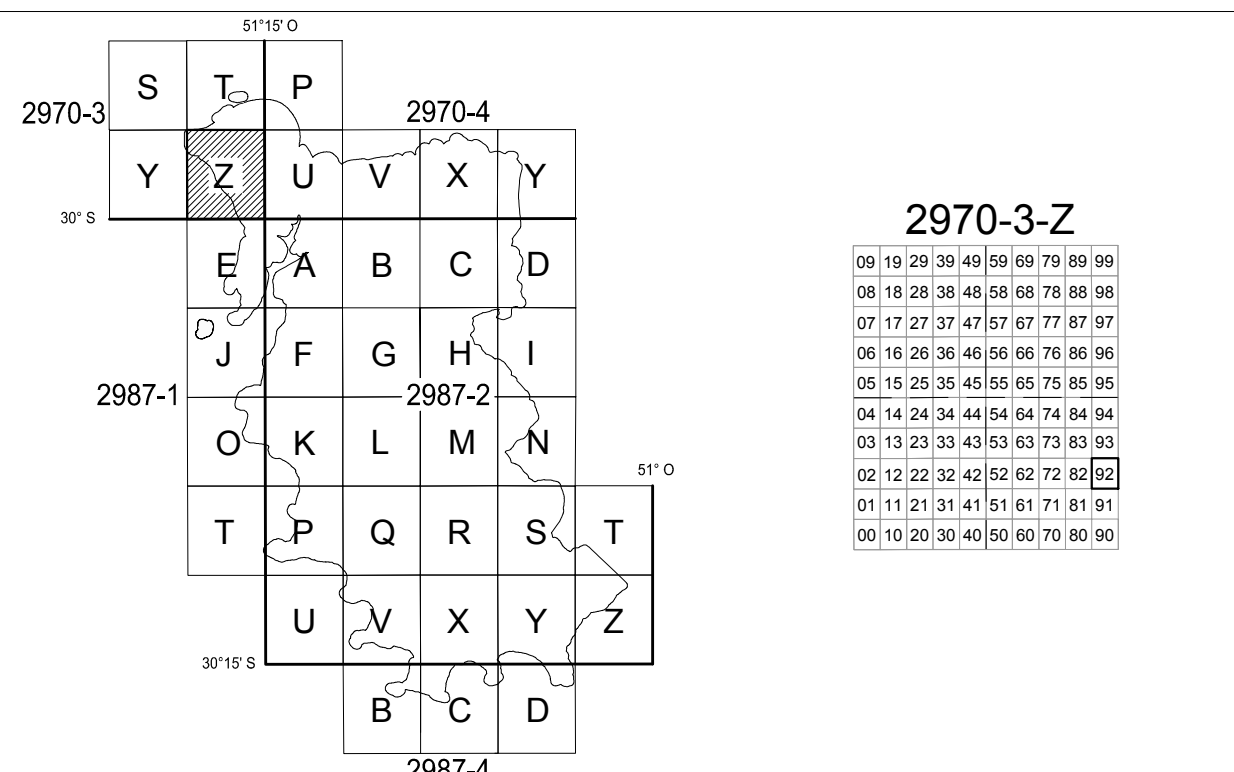 51°15' O
S T P
2970-3
2970-4
Y Z U V X Y
30° S
E A B C D
J F G H I
2987-1
2987-2
O K L M N
51° O
T P Q R S T
U V X Y Z
30°15' S
B C D
2987-4
2970-3-Z
09 19 29 39 49 59 69 79 89 99
08 18 28 38 48 58 68 78 88 98
07 17 27 37 47 57 67 77 87 97
06 16 26 36 46 56 66 76 86 96
05 15 25 35 45 55 65 75 85 95
04 14 24 34 44 54 64 74 84 94
03 13 23 33 43 53 63 73 83 93
02 12 22 32 42 52 62 72 82 92
01 11 21 31 41 51 61 71 81 91
00 10 20 30 40 50 60 70 80 90